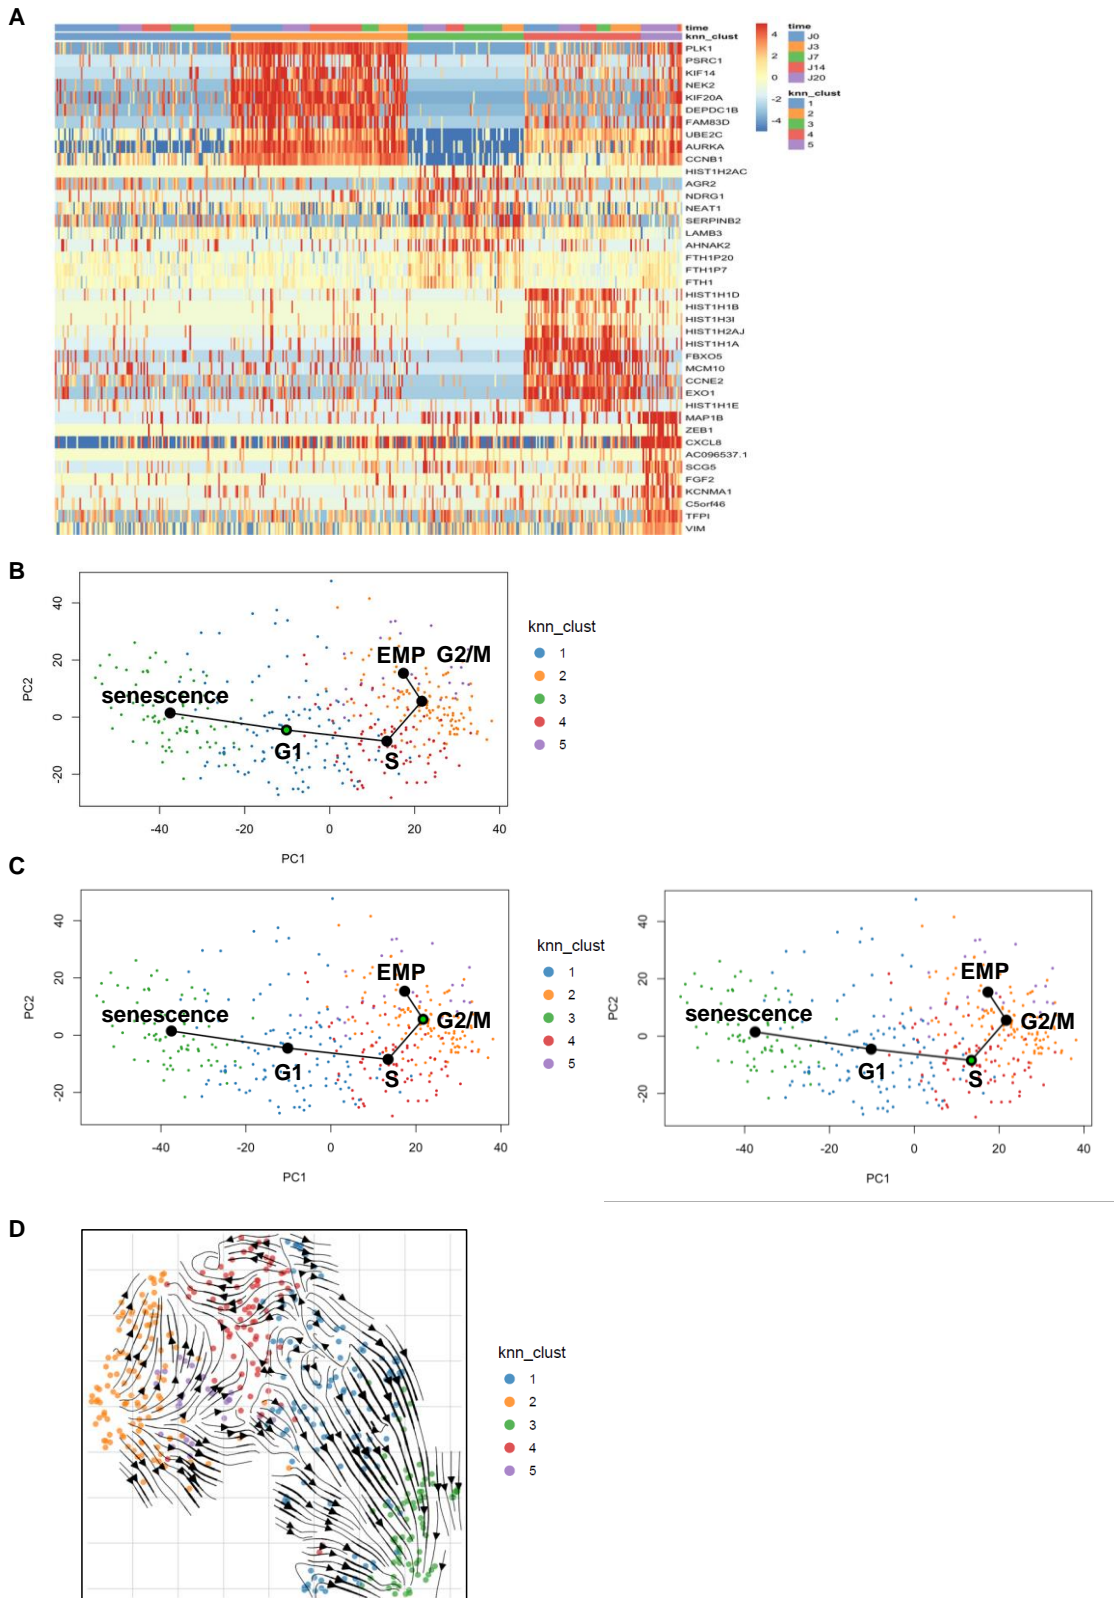 A
time
knn_clust
PLK1
PSRC1
KIF14
NEK2
KIF20A
DEPDC1B
FAM83D
UBE2C
AURKA
CCNB1
HIST1H2AC
AGR2
NDRG1
NEAT1
SERPINB2
LAMB3
AHNAK2
FTH1P20
FTH1P7
FTH1
HIST1H1D
HIST1H1B
HIST1H3I
HIST1H2AJ
HIST1H1A
FBXO5
MCM10
CCNE2
EXO1
HIST1H1E
MAP1B
ZEB1
CXCL8
AC096537.1
SCG5
FGF2
KCNMA1
C5orf46
TFPI
VIM
4
2
0
-2
-4
time
J0
J3
J7
J14
J20
knn_clust
1
2
3
4
5
B
PC2
40
20
0
-20
senescence
G1
S
EMP
G2/M
-40
-20
0
20
40
PC1
knn_clust
1
2
3
4
5
C
PC2
40
20
0
-20
senescence
G1
S
EMP
G2/M
-40
-20
0
20
40
PC1
knn_clust
1
2
3
4
5
PC2
40
20
0
-20
senescence
G1
S
EMP
G2/M
-40
-20
0
20
40
PC1
D
knn_clust
1
2
3
4
5